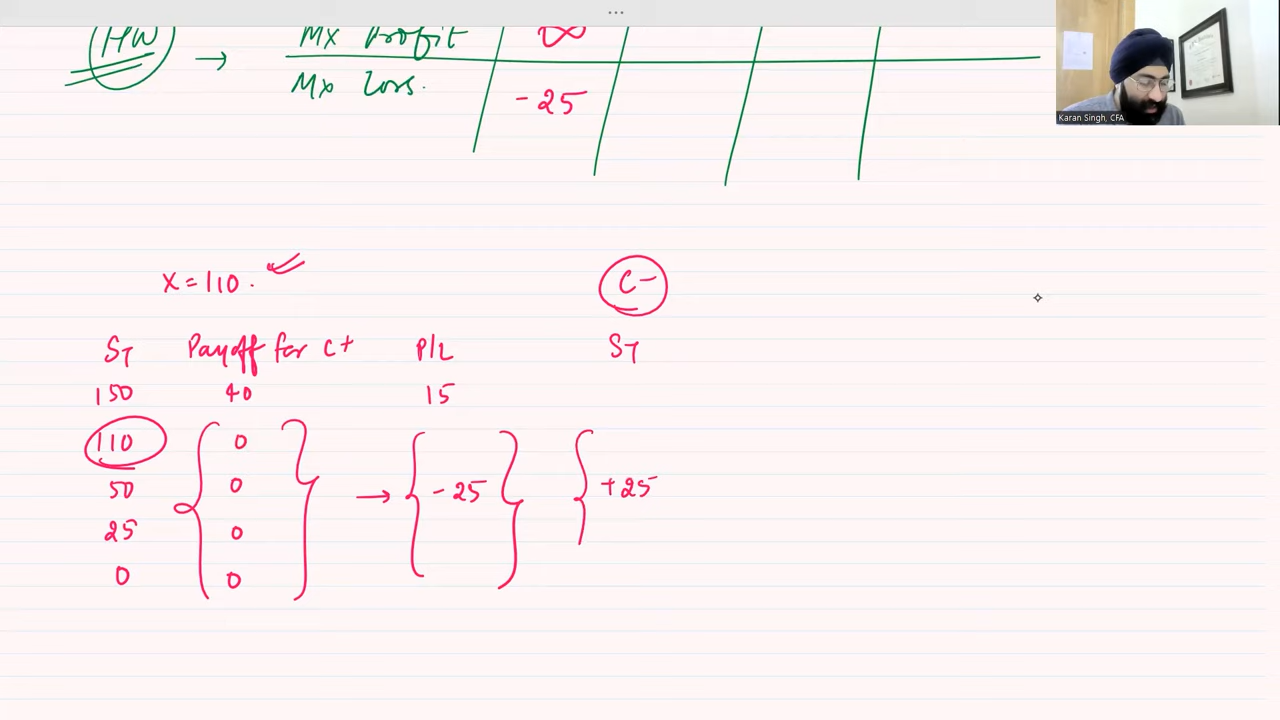 ...
HW → Mx Profit ∞
Mx Loss. -25
Karan Singh, CFA
X = 110. C-
ST Payoff for C+ P/L ST
150 40 15
110 0
50 0 → -25 +25
25 0
0 0